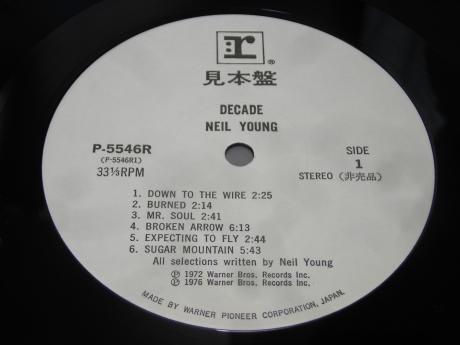 r®
見本盤
DECADE
NEIL YOUNG
P-5546R
(P-5546R1)
33⅓RPM
SIDE
1
STEREO (非売品)
1. DOWN TO THE WIRE 2:25
2. BURNED 2:14
3. MR. SOUL 2:41
4. BROKEN ARROW 6:13
5. EXPECTING TO FLY 2:44
6. SUGAR MOUNTAIN 5:43
All selections written by Neil Young
Ⓟ 1972 Warner Bros. Records Inc.
Ⓟ 1976 Warner Bros. Records Inc.
MADE BY WARNER PIONEER CORPORATION, JAPAN.